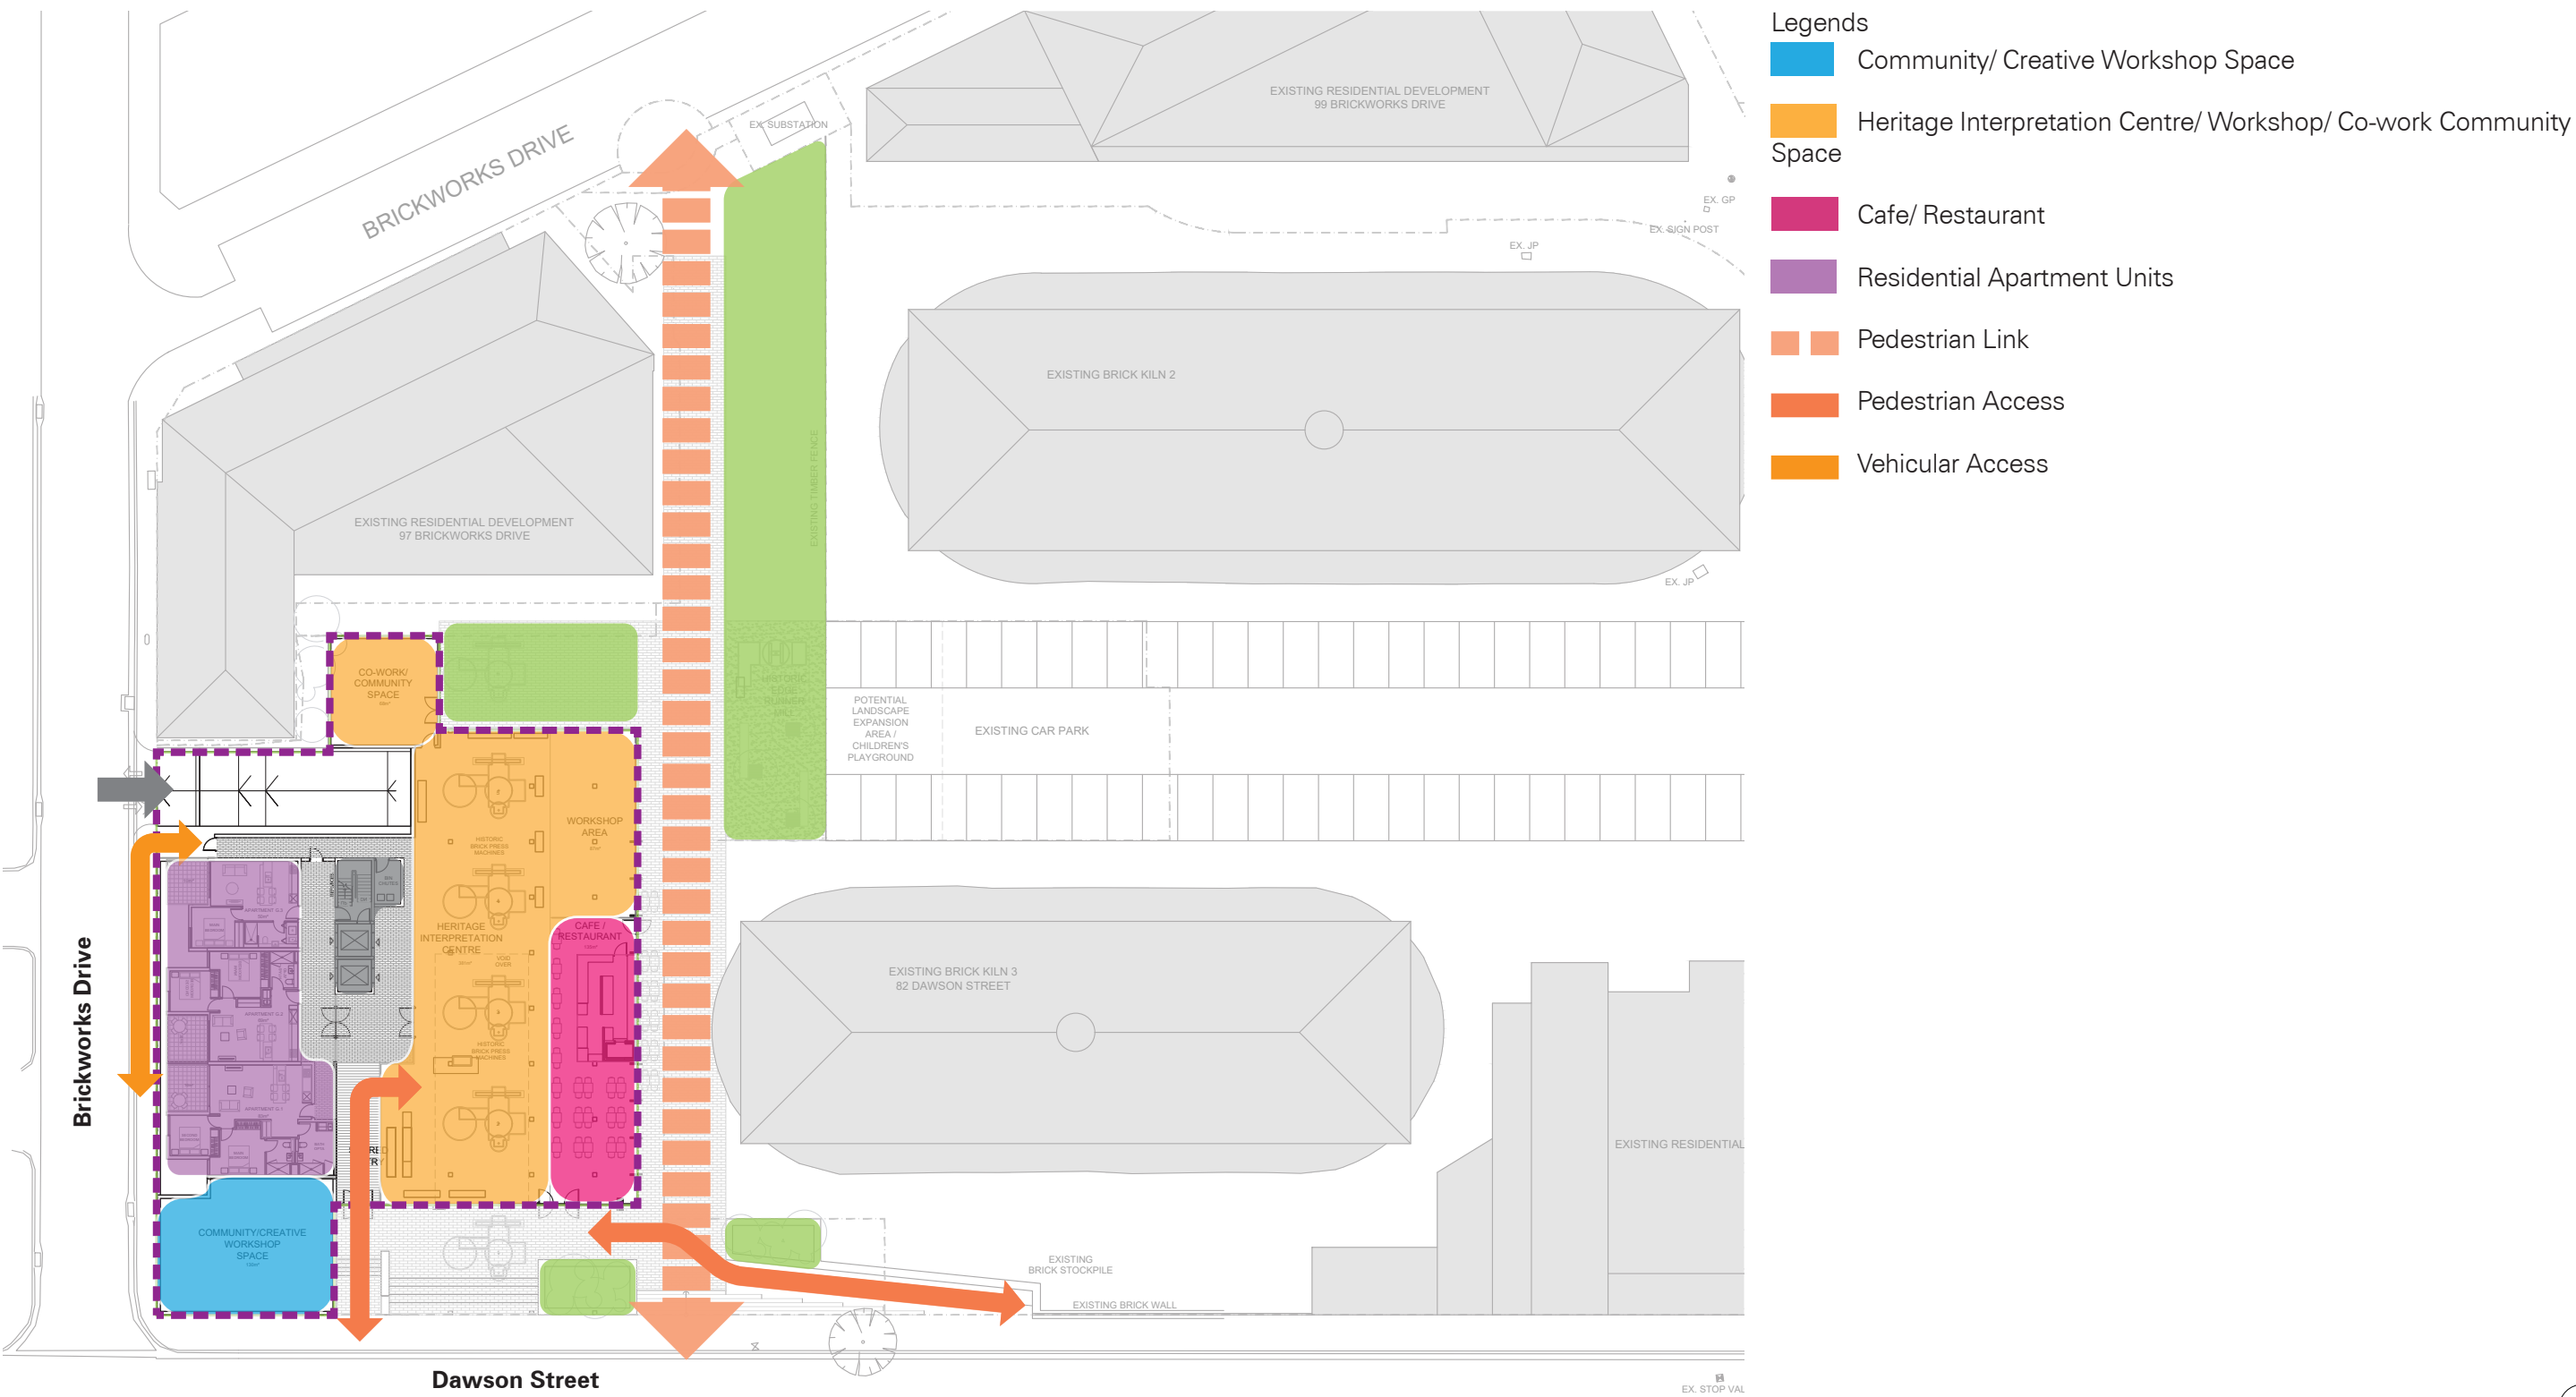 Legends
Community/ Creative Workshop Space
Heritage Interpretation Centre/ Workshop/ Co-work Community
Space
Cafe/ Restaurant
Residential Apartment Units
Pedestrian Link
Pedestrian Access
Vehicular Access
EX. SUBSTATION
EXISTING RESIDENTIAL DEVELOPMENT
99 BRICKWORKS DRIVE
BRICKWORKS DRIVE
EX. GP
EX. SIGN POST
EX. JP
EXISTING BRICK KILN 2
EXISTING TIMBER FENCE
EXISTING RESIDENTIAL DEVELOPMENT
97 BRICKWORKS DRIVE
EX. JP
CO-WORK/
COMMUNITY
SPACE
HISTORIC
EDGE
RUNNER
POTENTIAL
LANDSCAPE
EXPANSION
AREA /
CHILDREN'S
PLAYGROUND
EXISTING CAR PARK
WORKSHOP
AREA
HISTORIC
BRICK PRESS
MACHINES
HERITAGE
INTERPRETATION
CENTRE
VOID
OVER
CAFE /
RESTAURANT
EXISTING BRICK KILN 3
82 DAWSON STREET
HISTORIC
BRICK PRESS
MACHINES
Brickworks Drive
EXISTING RESIDENTIAL
COMMUNITY/CREATIVE
WORKSHOP
SPACE
EXISTING
BRICK STOCKPILE
EXISTING BRICK WALL
Dawson Street
EX. STOP VAL